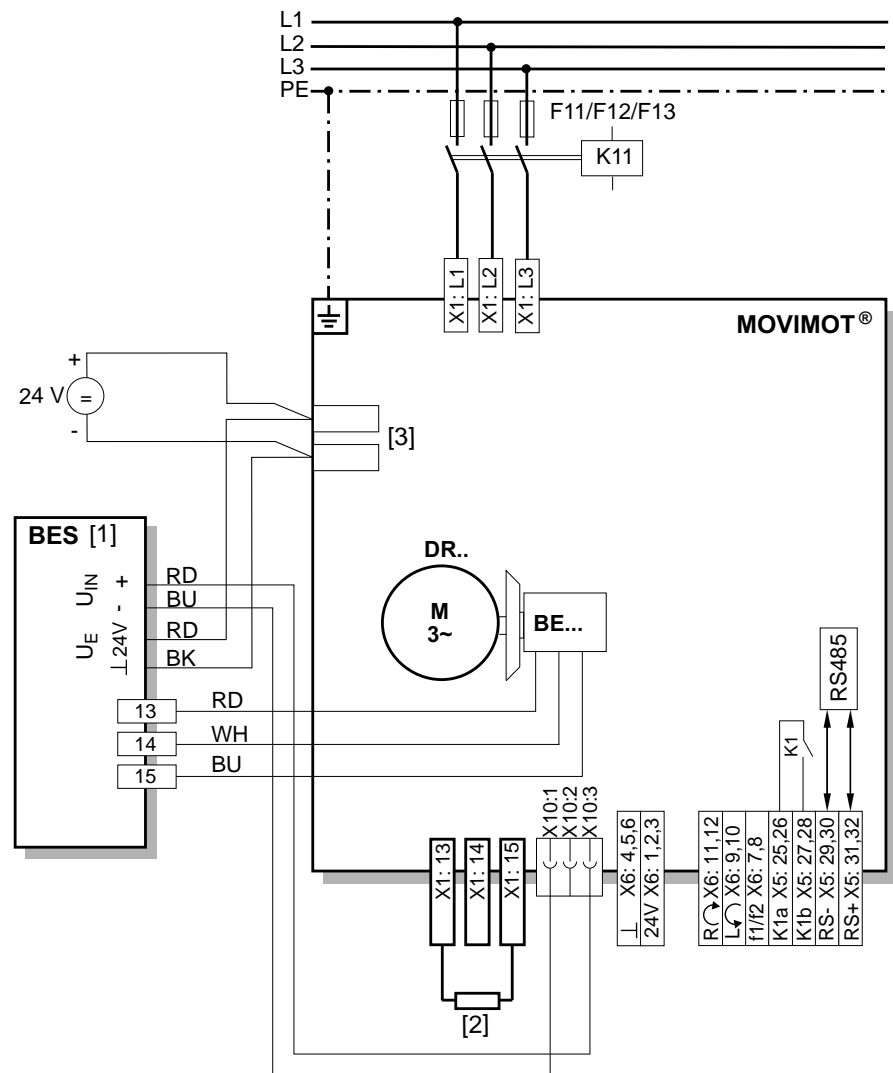 L1
L2
L3
PE
F11/F12/F13
K11
X1: L1
X1: L2
X1: L3
MOVIMOT ®
+
24 V
=
-
[3]
BES [1]
DR..
UIN
+
RD
-
BU
M
3~
BE...
UE
24V
RD
⊥
BK
RS485
13
RD
14
WH
15
BU
K1
X10:1
X10:2
X10:3
X1: 13
X1: 14
X1: 15
⊥ X6: 4,5,6
24V X6: 1,2,3
R X6: 11,12
L X6: 9,10
f1/f2 X6: 7,8
K1a X5: 25,26
K1b X5: 27,28
RS- X5: 29,30
RS+ X5: 31,32
[2]